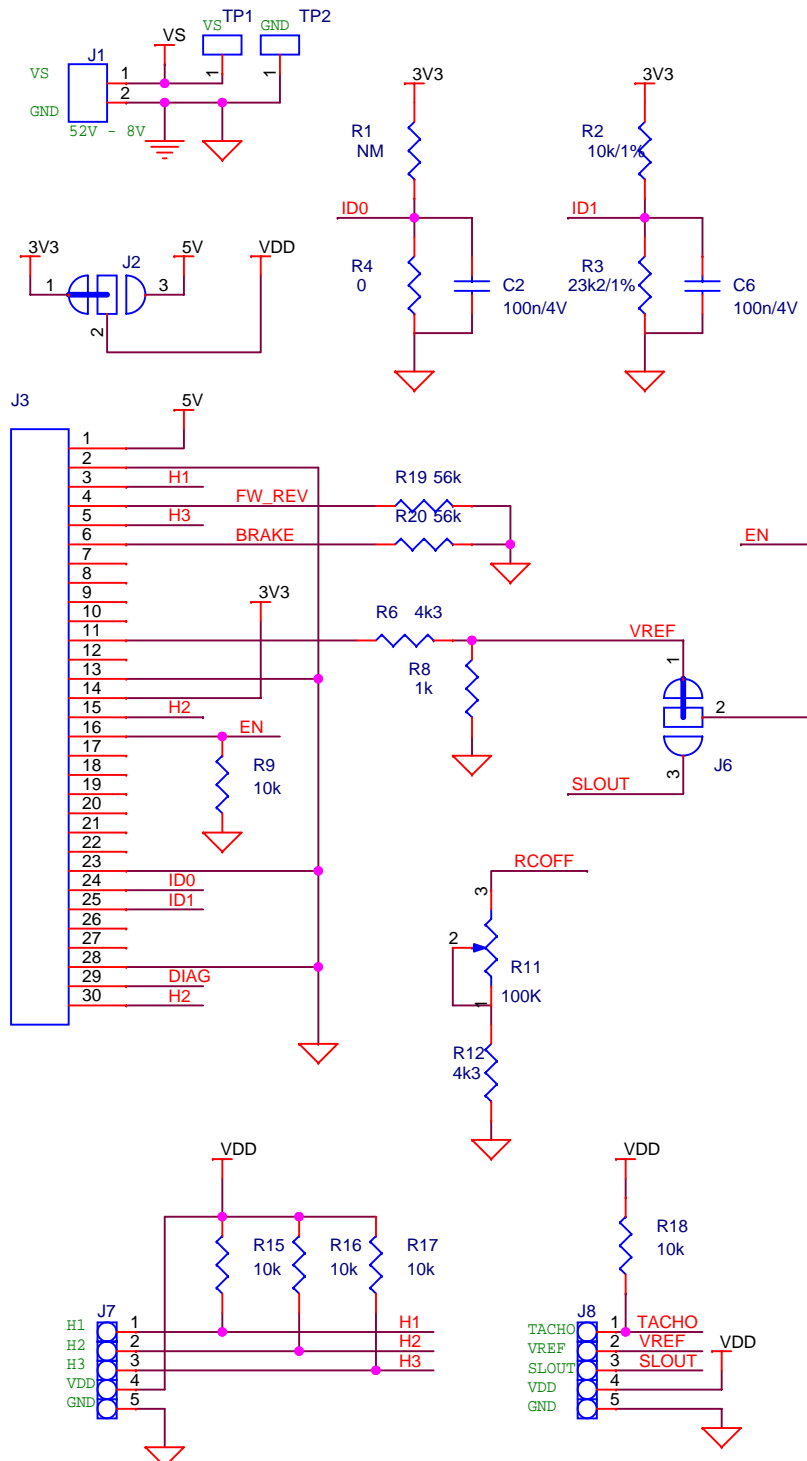 VS
VS
TP1
GND
TP2
J1
VS
1
2
GND
52V - 8V
1
1
3V3
R1
NM
ID0
R4
0
C2
100n/4V
3V3
R2
10k/1%
ID1
R3
23k2/1%
C6
100n/4V
3V3
J2
5V
VDD
1
3
2
J3
5V
1
2
3
H1
4
FW_REV
R19 56k
5
H3
R20 56k
6
BRAKE
EN
7
8
9
10
3V3
11
R6
4k3
VREF
12
13
R8
1k
14
15
H2
16
EN
17
18
R9
10k
19
20
21
22
23
24
ID0
25
ID1
26
27
28
29
DIAG
30
H2
1
2
3
J6
SLOUT
RCOFF
3
2
R11
100K
1
R12
4k3
VDD
R15
10k
R16
10k
R17
10k
J7
H1
1
H1
H2
2
H2
H3
3
H3
VDD
4
GND
5
VDD
R18
10k
J8
TACHO
1
TACHO
VREF
2
VREF
VDD
SLOUT
3
SLOUT
VDD
4
GND
5